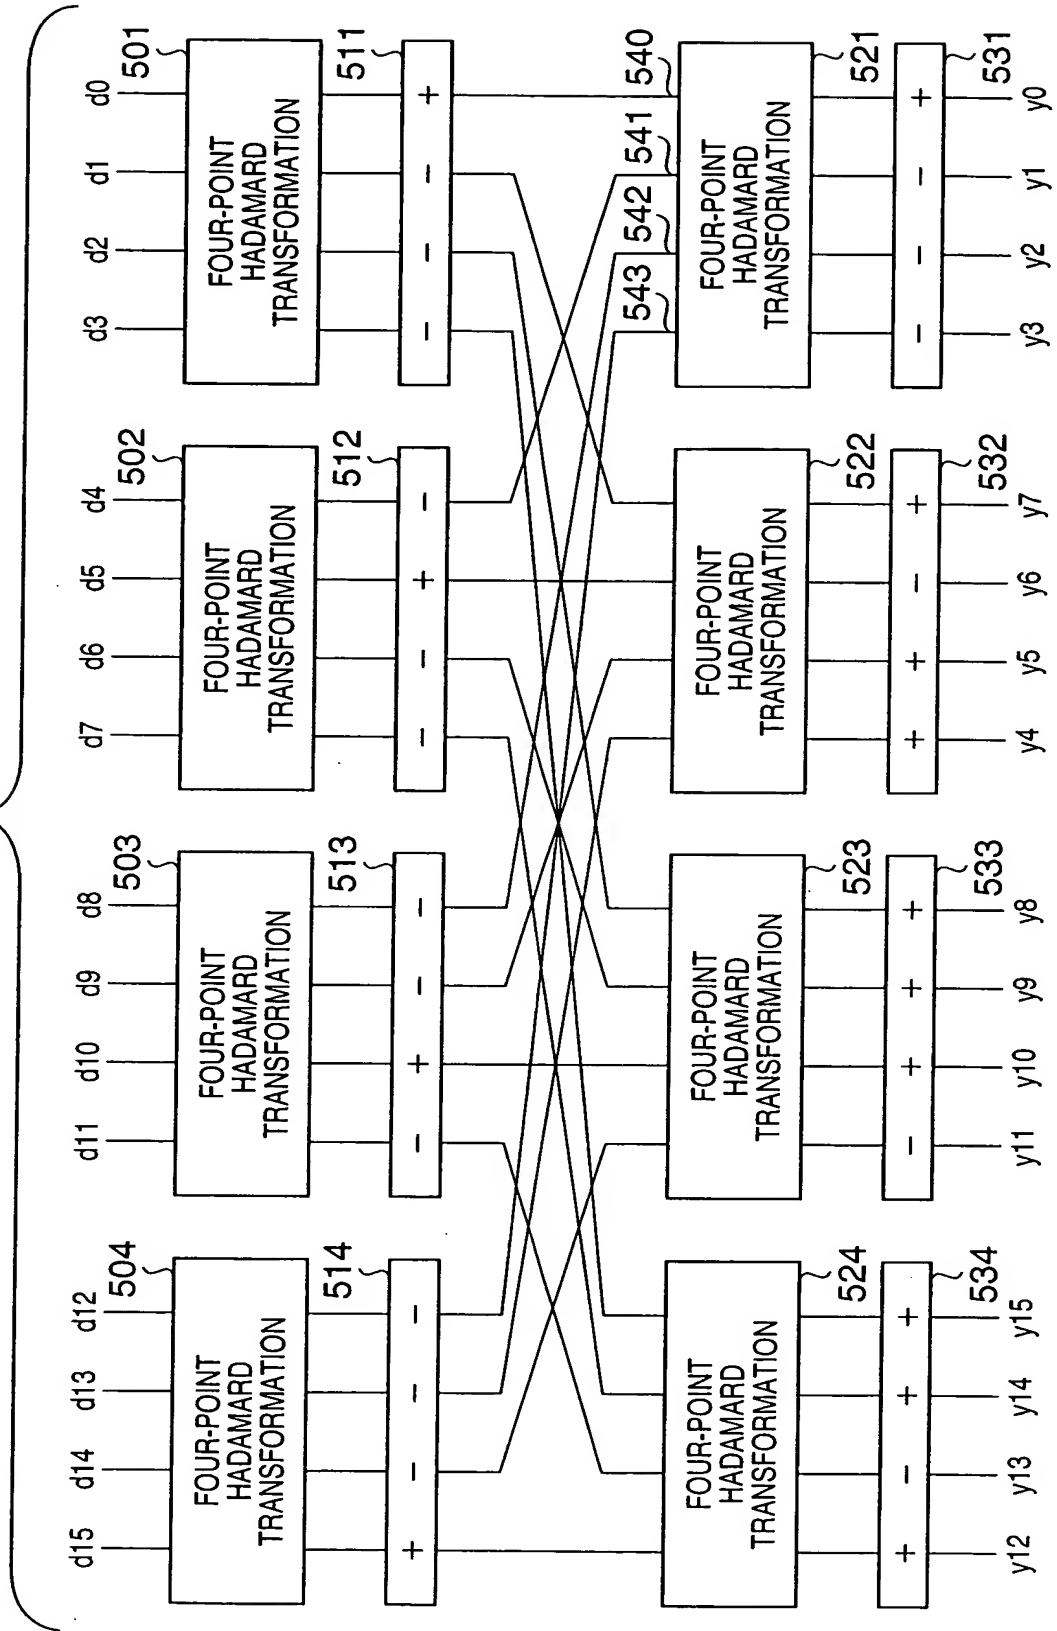 d15 d14 d13 d12 d11 d10 d9 d8 d7 d6 d5 d4 d3 d2 d1 d0
504 503 502 501
FOUR-POINT
HADAMARD
TRANSFORMATION
FOUR-POINT
HADAMARD
TRANSFORMATION
FOUR-POINT
HADAMARD
TRANSFORMATION
FOUR-POINT
HADAMARD
TRANSFORMATION
514 513 512 511
+ − − − − + − − − − + − − − − +
543 542 541 540
FOUR-POINT
HADAMARD
TRANSFORMATION
FOUR-POINT
HADAMARD
TRANSFORMATION
FOUR-POINT
HADAMARD
TRANSFORMATION
FOUR-POINT
HADAMARD
TRANSFORMATION
524 523 522 521
+ − + + − + + + + + − + − − − +
534 533 532 531
y12 y13 y14 y15 y11 y10 y9 y8 y4 y5 y6 y7 y3 y2 y1 y0